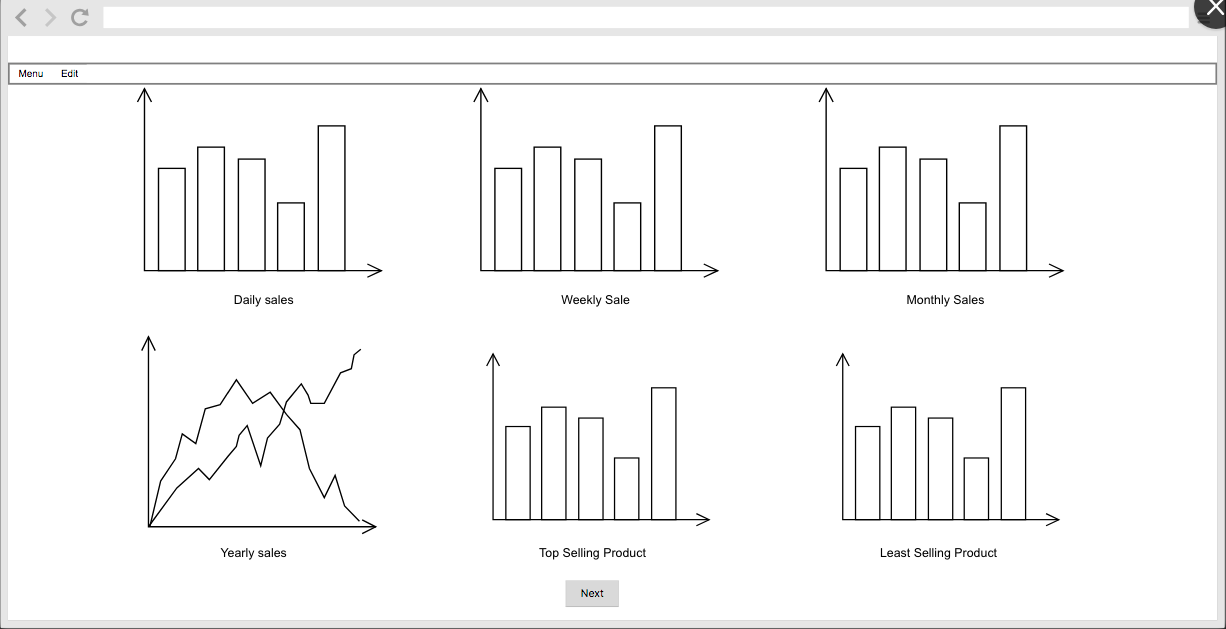 Menu Edit
Daily sales
Weekly Sale
Monthly Sales
Yearly sales
Top Selling Product
Least Selling Product
Next